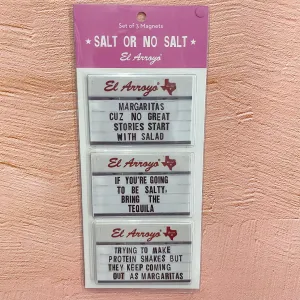 Set of 3 Magnets
★ SALT OR NO SALT ★
El Arroyo
El Arroyo
MARGARITAS
CUZ NO GREAT
STORIES START
WITH SALAD
El Arroyo
IF YOU'RE GOING
TO BE SALTY,
BRING THE
TEQUILA
El Arroyo
TRYING TO MAKE
PROTEIN SHAKES BUT
THEY KEEP COMING
OUT AS MARGARITAS